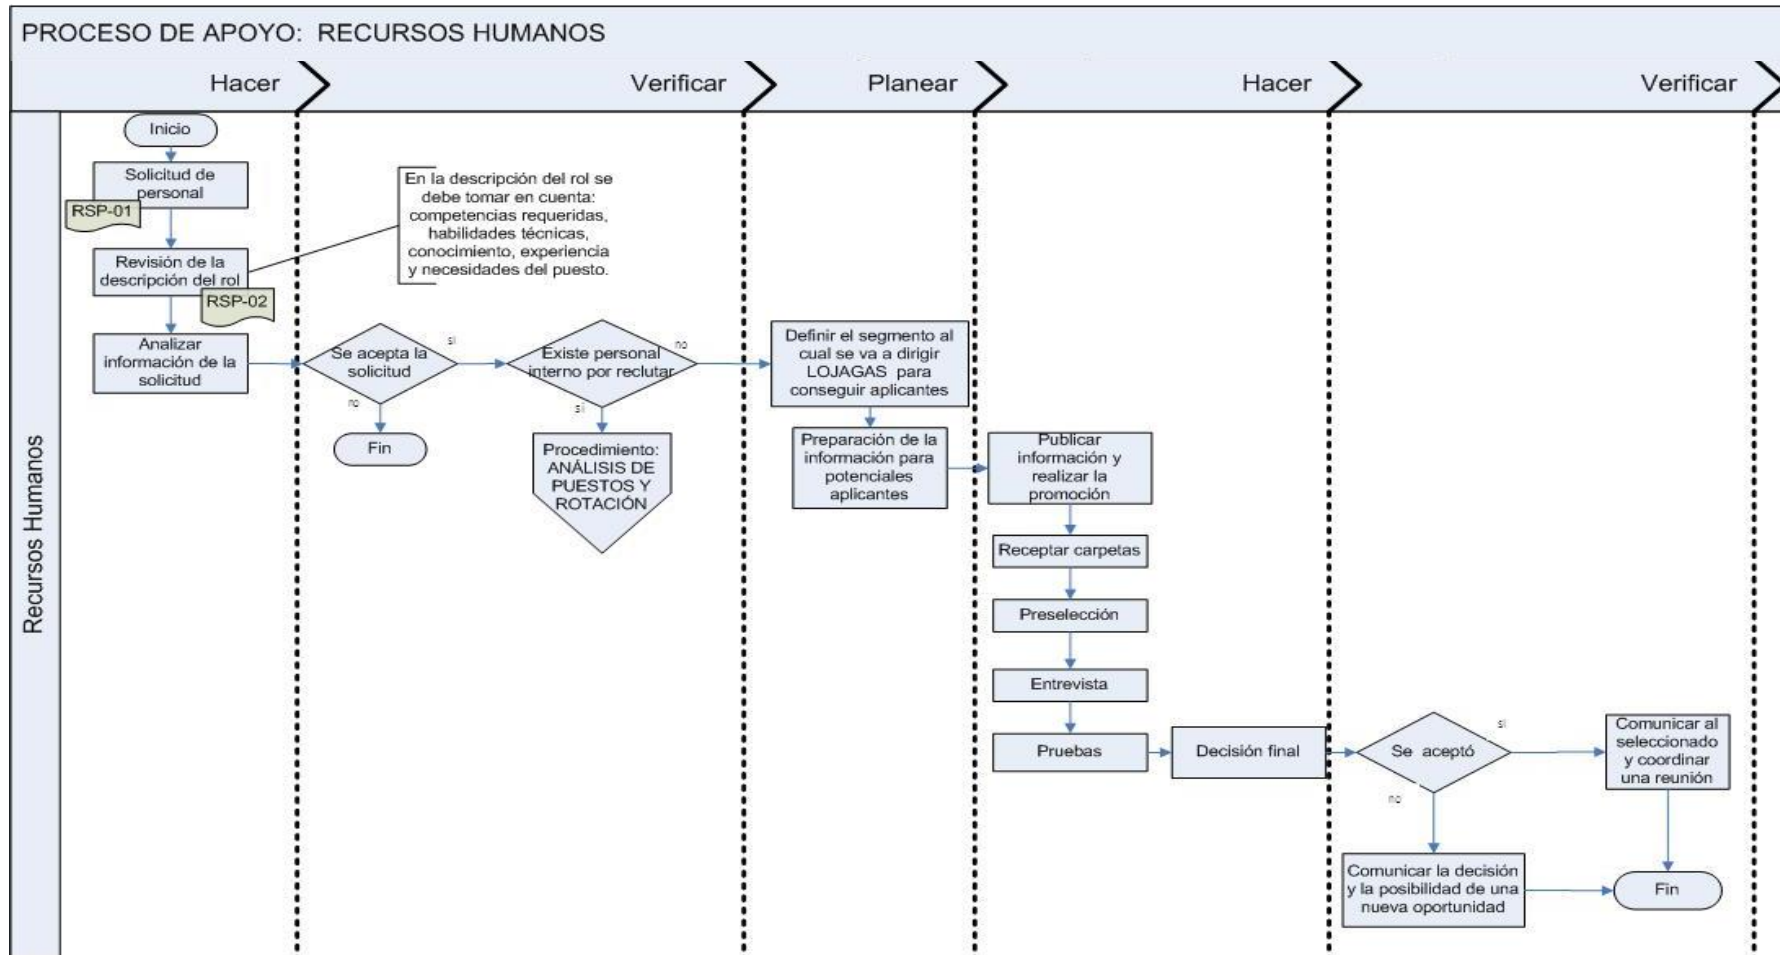 PROCESO DE APOYO: RECURSOS HUMANOS
Hacer
Verificar
Planear
Hacer
Verificar
Recursos Humanos
Inicio
Solicitud de
personal
RSP-01
Revisión de la
descripción del rol
RSP-02
Analizar
información de la
solicitud
En la descripción del rol se
debe tomar en cuenta:
competencias requeridas,
habilidades técnicas,
conocimiento, experiencia
y necesidades del puesto.
Se acepta la
solicitud
si
no
Fin
Existe personal
interno por reclutar
no
si
Procedimiento:
ANÁLISIS DE
PUESTOS Y
ROTACIÓN
Definir el segmento al
cual se va a dirigir
LOJAGAS para
conseguir aplicantes
Preparación de la
información para
potenciales
aplicantes
Publicar
información y
realizar la
promoción
Receptar carpetas
Preselección
Entrevista
Pruebas
Decisión final
Se aceptó
si
no
Comunicar al
seleccionado
y coordinar
una reunión
Comunicar la decisión
y la posibilidad de una
nueva oportunidad
Fin